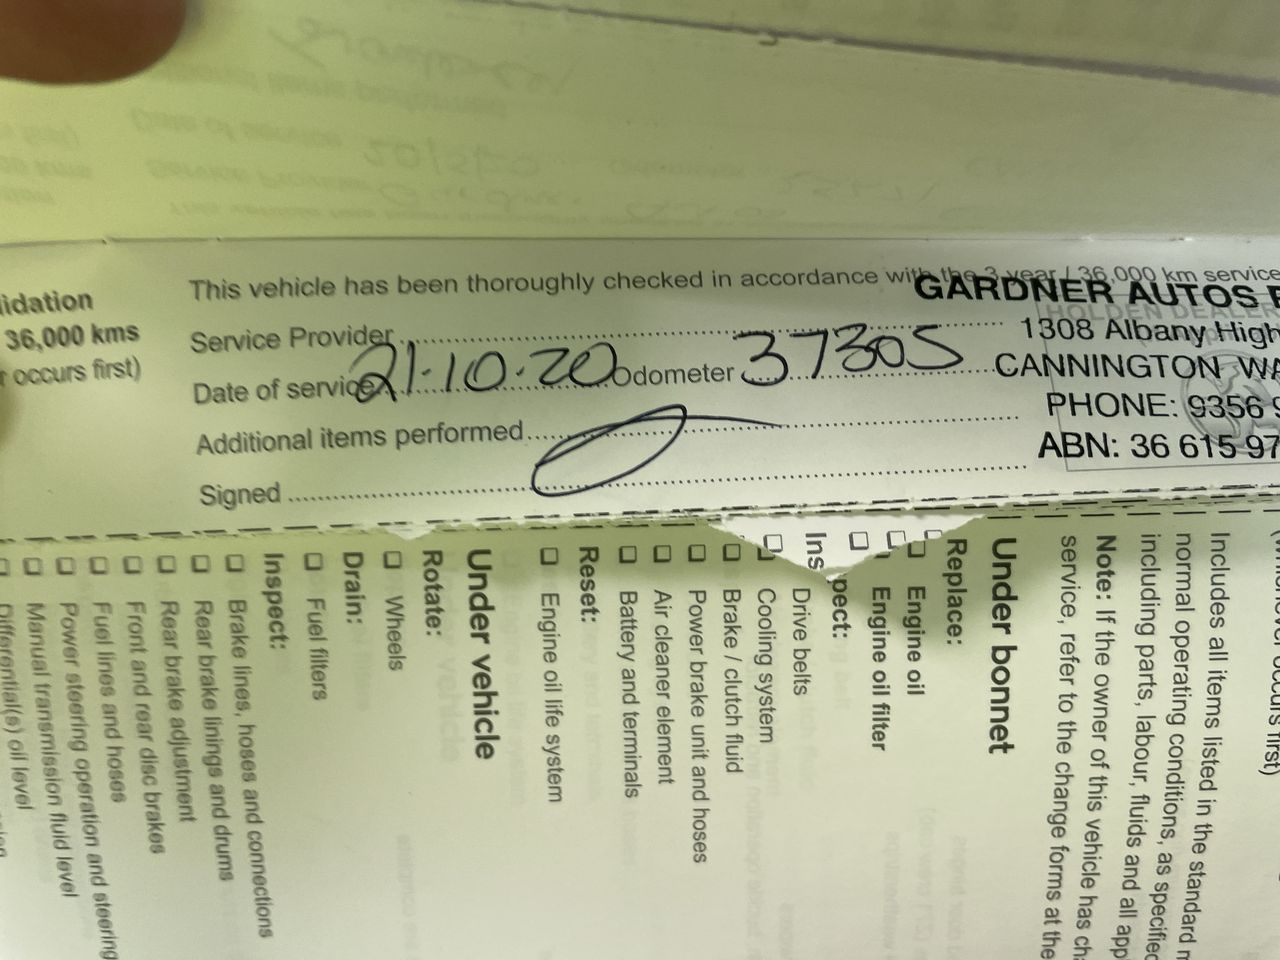 This vehicle has been thoroughly checked in accordance with the 3 year / 36,000 km service
lidation
36,000 kms
r occurs first)
GARDNER AUTOS
HOLDEN DEALER
Service Provider
1308 Albany High
Date of service 21.10.20 Odometer 37305
CANNINGTON WA
Additional items performed
PHONE: 9356
Signed
ABN: 36 615 97
Includes all items listed in the standard
normal operating conditions, as specified
including parts, labour, fluids and all app
Note: If the owner of this vehicle has ch
service, refer to the change forms at the
Under bonnet
Replace:
Engine oil
Engine oil filter
Inspect:
Drive belts
Cooling system
Brake / clutch fluid
Power brake unit and hoses
Air cleaner element
Battery and terminals
Reset:
Engine oil life system
Under vehicle
Rotate:
Wheels
Drain:
Fuel filters
Inspect:
Brake lines, hoses and connections
Rear brake linings and drums
Rear brake adjustment
Front and rear disc brakes
Fuel lines and hoses
Power steering operation and steering
Manual transmission fluid level
Differential(s) oil level